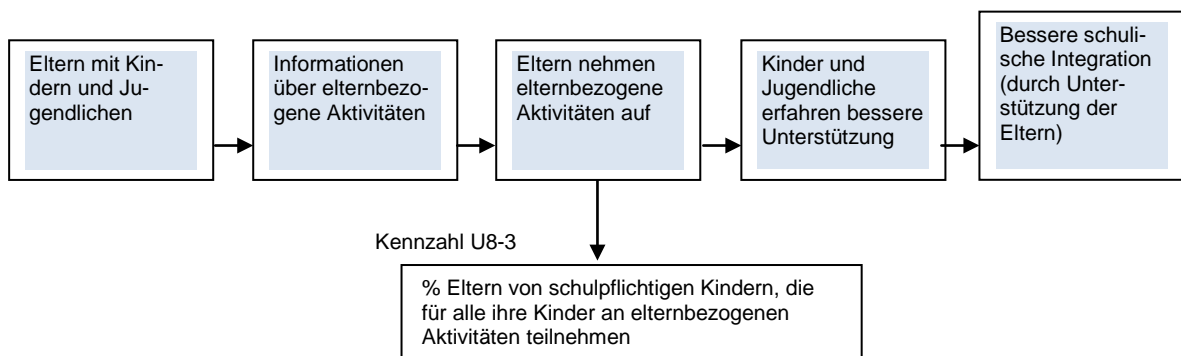 Eltern mit Kin-
dern und Ju-
gendlichen
Informationen
über elternbezo-
gene Aktivitäten
Eltern nehmen
elternbezogene
Aktivitäten auf
Kinder und
Jugendliche
erfahren bessere
Unterstützung
Bessere schuli-
sche Integration
(durch Unter-
stützung der
Eltern)
Kennzahl U8-3
% Eltern von schulpflichtigen Kindern, die
für alle ihre Kinder an elternbezogenen
Aktivitäten teilnehmen